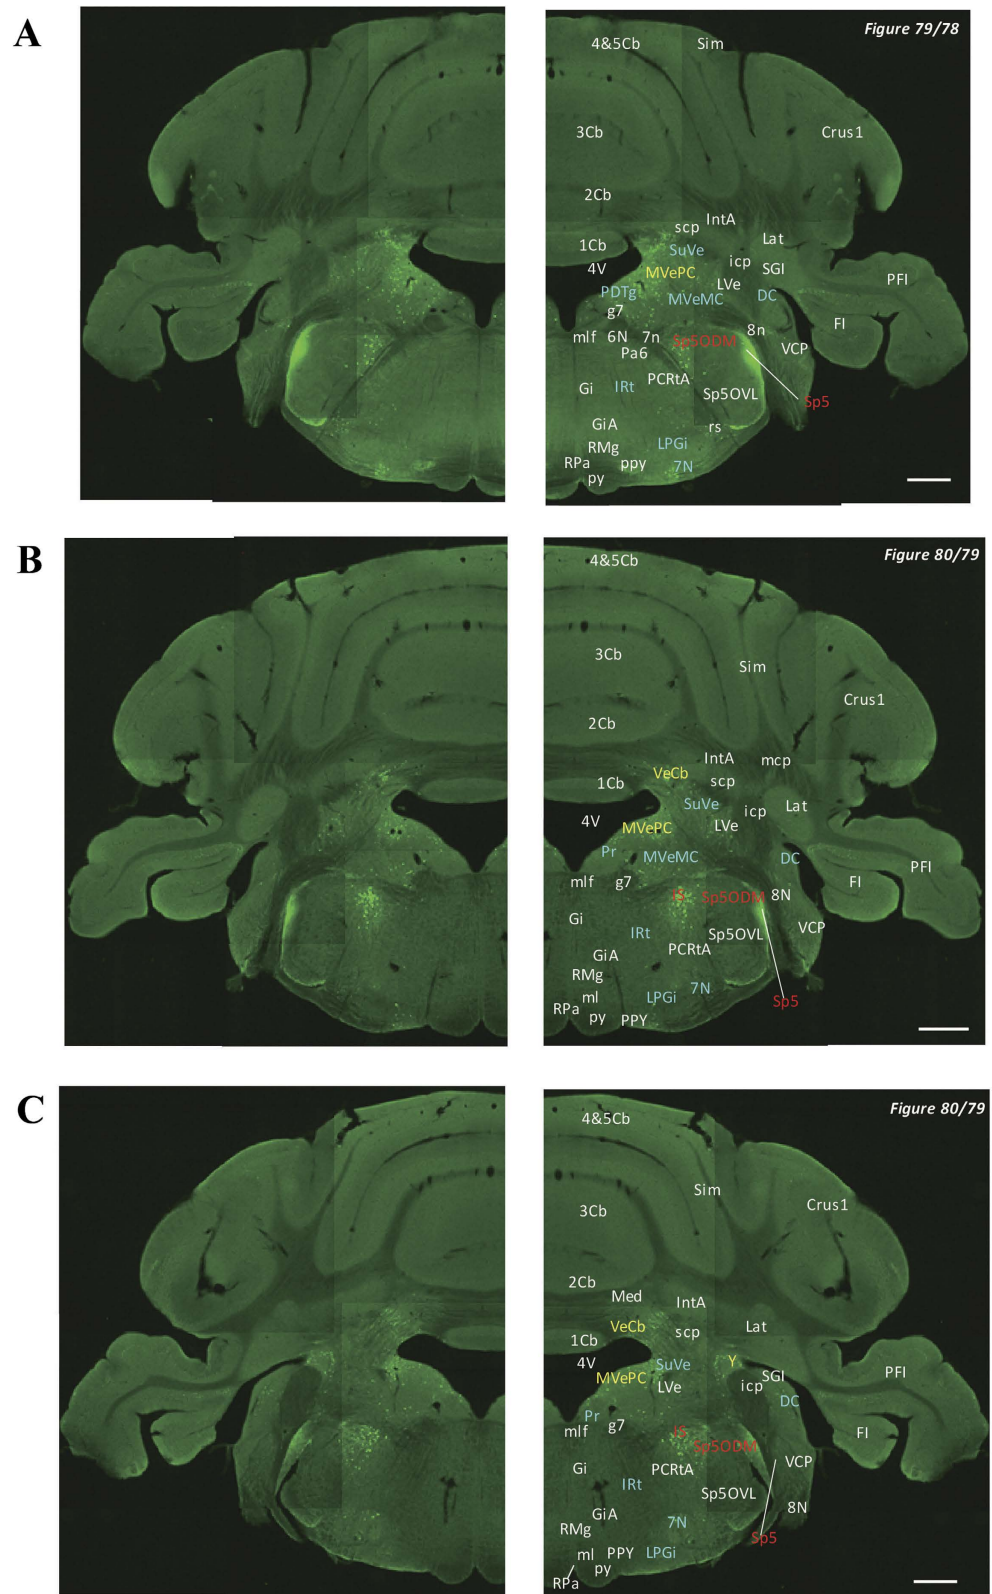 A
Figure 79/78
4&5Cb
Sim
3Cb
Crus1
2Cb
IntA
scp
Lat
1Cb
SuVe
icp
SGI
4V
MVePC
PFl
LVe
PDTg
MVeMC
DC
g7
Fl
mlf
6N
7n
Sp5ODM
8n
VCP
Pa6
Gi
IRt
PCRtA
Sp5OVL
Sp5
GiA
rs
RMg
LPGi
RPa
ppy
7N
py
B
Figure 80/79
4&5Cb
3Cb
Sim
Crus1
2Cb
IntA
mcp
VeCb
1Cb
scp
SuVe
icp
Lat
4V
MVePC
LVe
Pr
MVeMC
DC
PFl
mlf
g7
Fl
IS
Sp5ODM
8N
Gi
IRt
Sp5OVL
VCP
GiA
PCRtA
RMg
7N
ml
LPGi
Sp5
RPa
py
PPY
C
Figure 80/79
4&5Cb
Sim
3Cb
Crus1
2Cb
Med
IntA
VeCb
scp
Lat
1Cb
4V
SuVe
Y
MVePC
LVe
icp
SGI
PFl
DC
Pr
mlf
g7
IS
Sp5ODM
Fl
Gi
PCRtA
VCP
IRt
Sp5OVL
8N
GiA
RMg
7N
Sp5
ml
PPY
LPGi
py
RPa